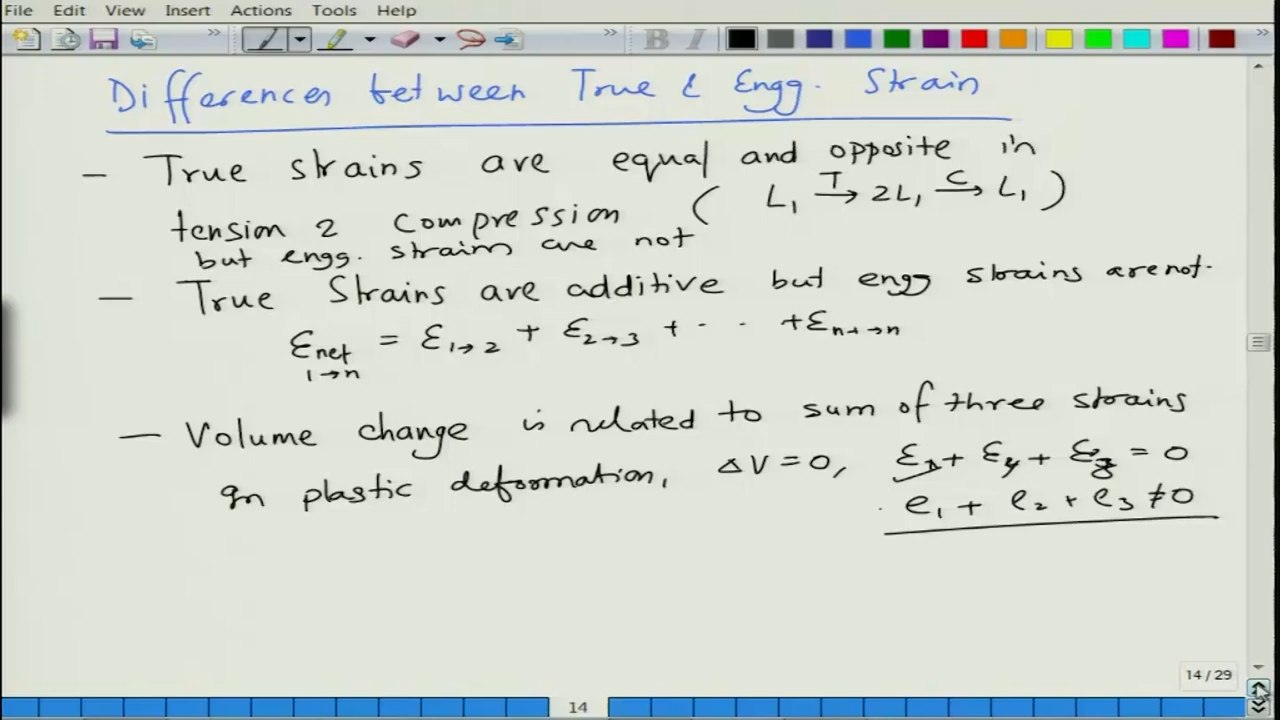 File Edit View Insert Actions Tools Help
B I
Differences between True & Engg. Strain
- True strains are equal and opposite in
tension 2 compression ( L₁ T→ 2L₁ C→ L₁ )
but engg. strains are not
- True Strains are additive but engg strains are not.
ε net 1→n = ε1→2 + ε2→3 + · · · + εn-1→n
- Volume change is related to sum of three strains
In plastic deformation, ΔV = 0, εx + εy + εz = 0
e₁ + e₂ + e₃ ≠ 0
14 / 29
14